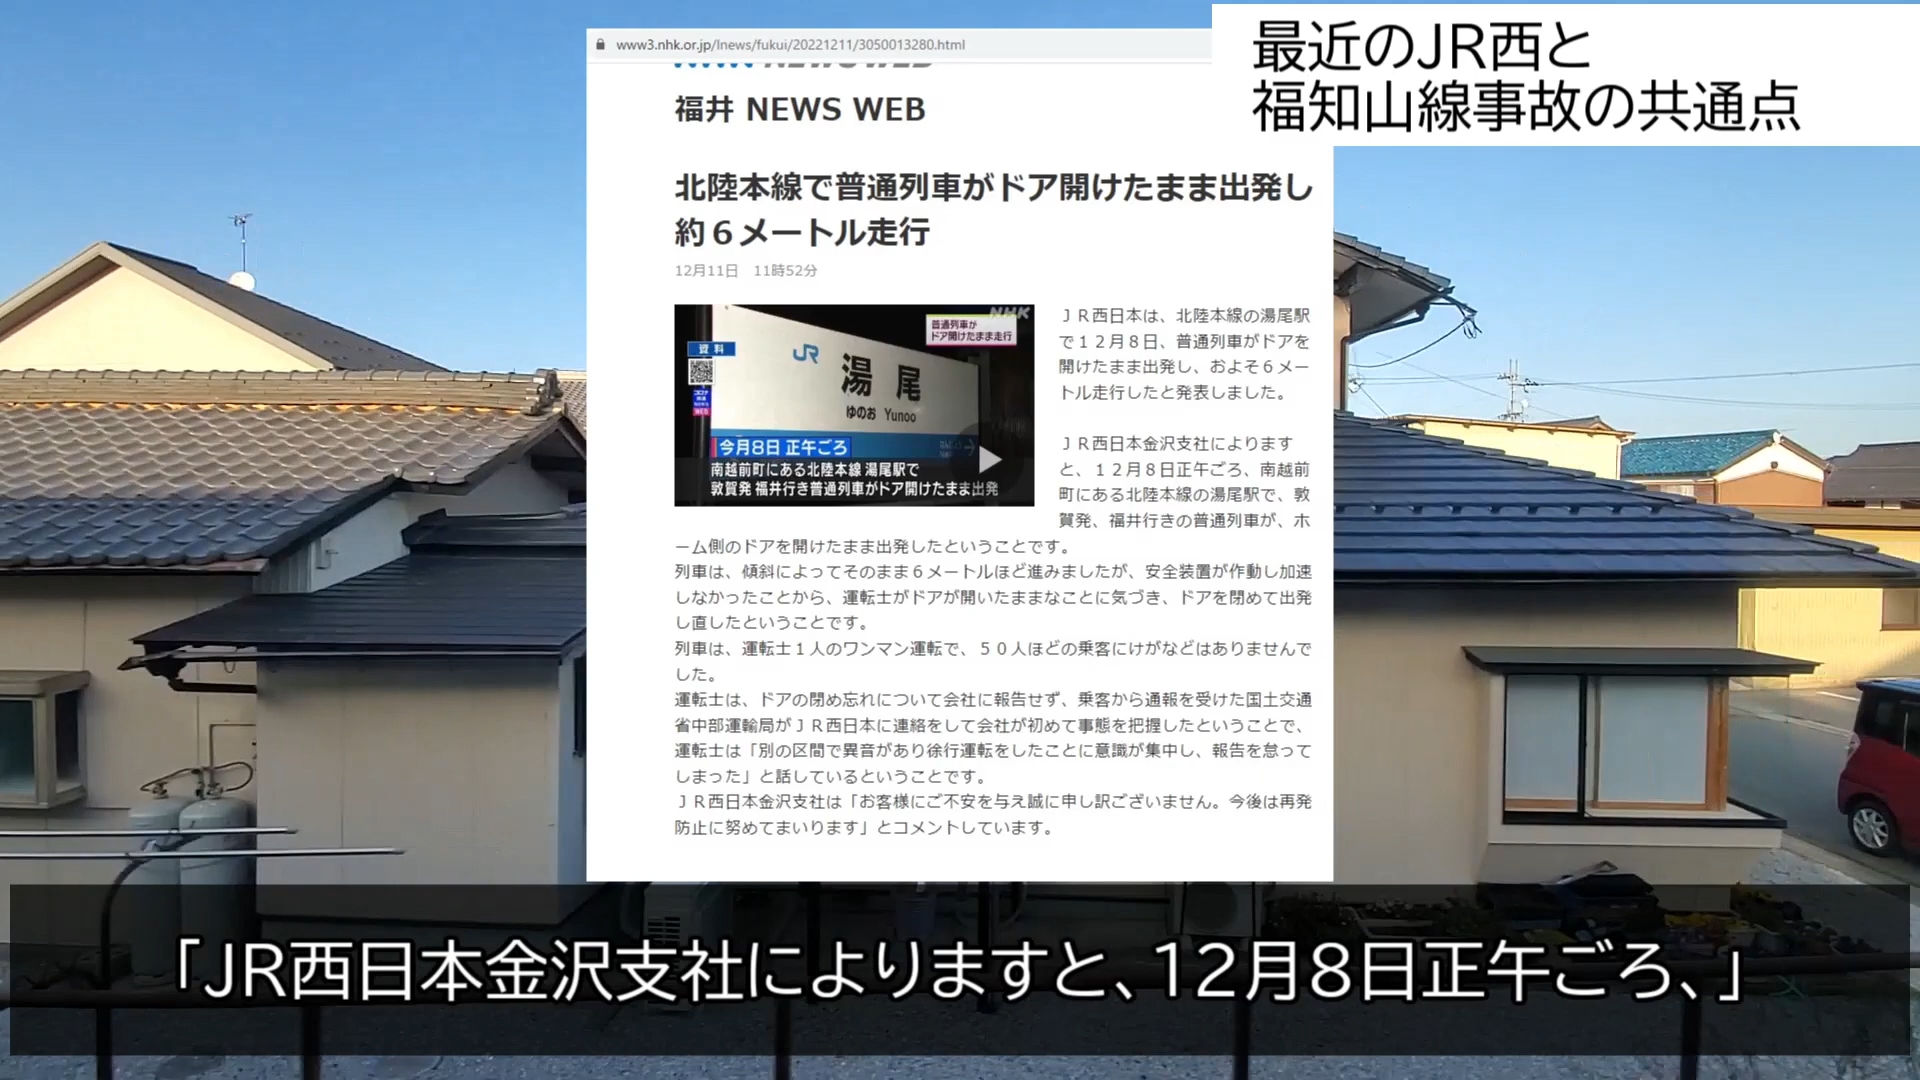 最近のJR西と
福知山線事故の共通点
www3.nhk.or.jp/lnews/fukui/20221211/3050013280.html
福井 NEWS WEB
北陸本線で普通列車がドア開けたまま出発し
約６メートル走行
12月11日 11時52分
NHK
普通列車が
ドア開けたまま走行
資料
JR
湯尾
ゆのお Yunoo
今月8日 正午ごろ
南越前町にある北陸本線 湯尾駅で
敦賀発 福井行き普通列車がドア開けたまま出発
ＪＲ西日本は、北陸本線の湯尾駅
で１２月８日、普通列車がドアを
開けたまま出発し、およそ６メー
トル走行したと発表しました。
ＪＲ西日本金沢支社によります
と、１２月８日正午ごろ、南越前
町にある北陸本線の湯尾駅で、敦
賀発、福井行きの普通列車が、ホ
ーム側のドアを開けたまま出発したということです。
列車は、傾斜によってそのまま６メートルほど進みましたが、安全装置が作動し加速
しなかったことから、運転士がドアが開いたままなことに気づき、ドアを閉めて出発
し直したということです。
列車は、運転士１人のワンマン運転で、５０人ほどの乗客にけがなどはありませんで
した。
運転士は、ドアの閉め忘れについて会社に報告せず、乗客から通報を受けた国土交通
省中部運輸局がＪＲ西日本に連絡をして会社が初めて事態を把握したということで、
運転士は「別の区間で異音があり徐行運転をしたことに意識が集中し、報告を怠って
しまった」と話しているということです。
ＪＲ西日本金沢支社は「お客様にご不安を与え誠に申し訳ございません。今後は再発
防止に努めてまいります」とコメントしています。
「JR西日本金沢支社によりますと、12月8日正午ごろ、」